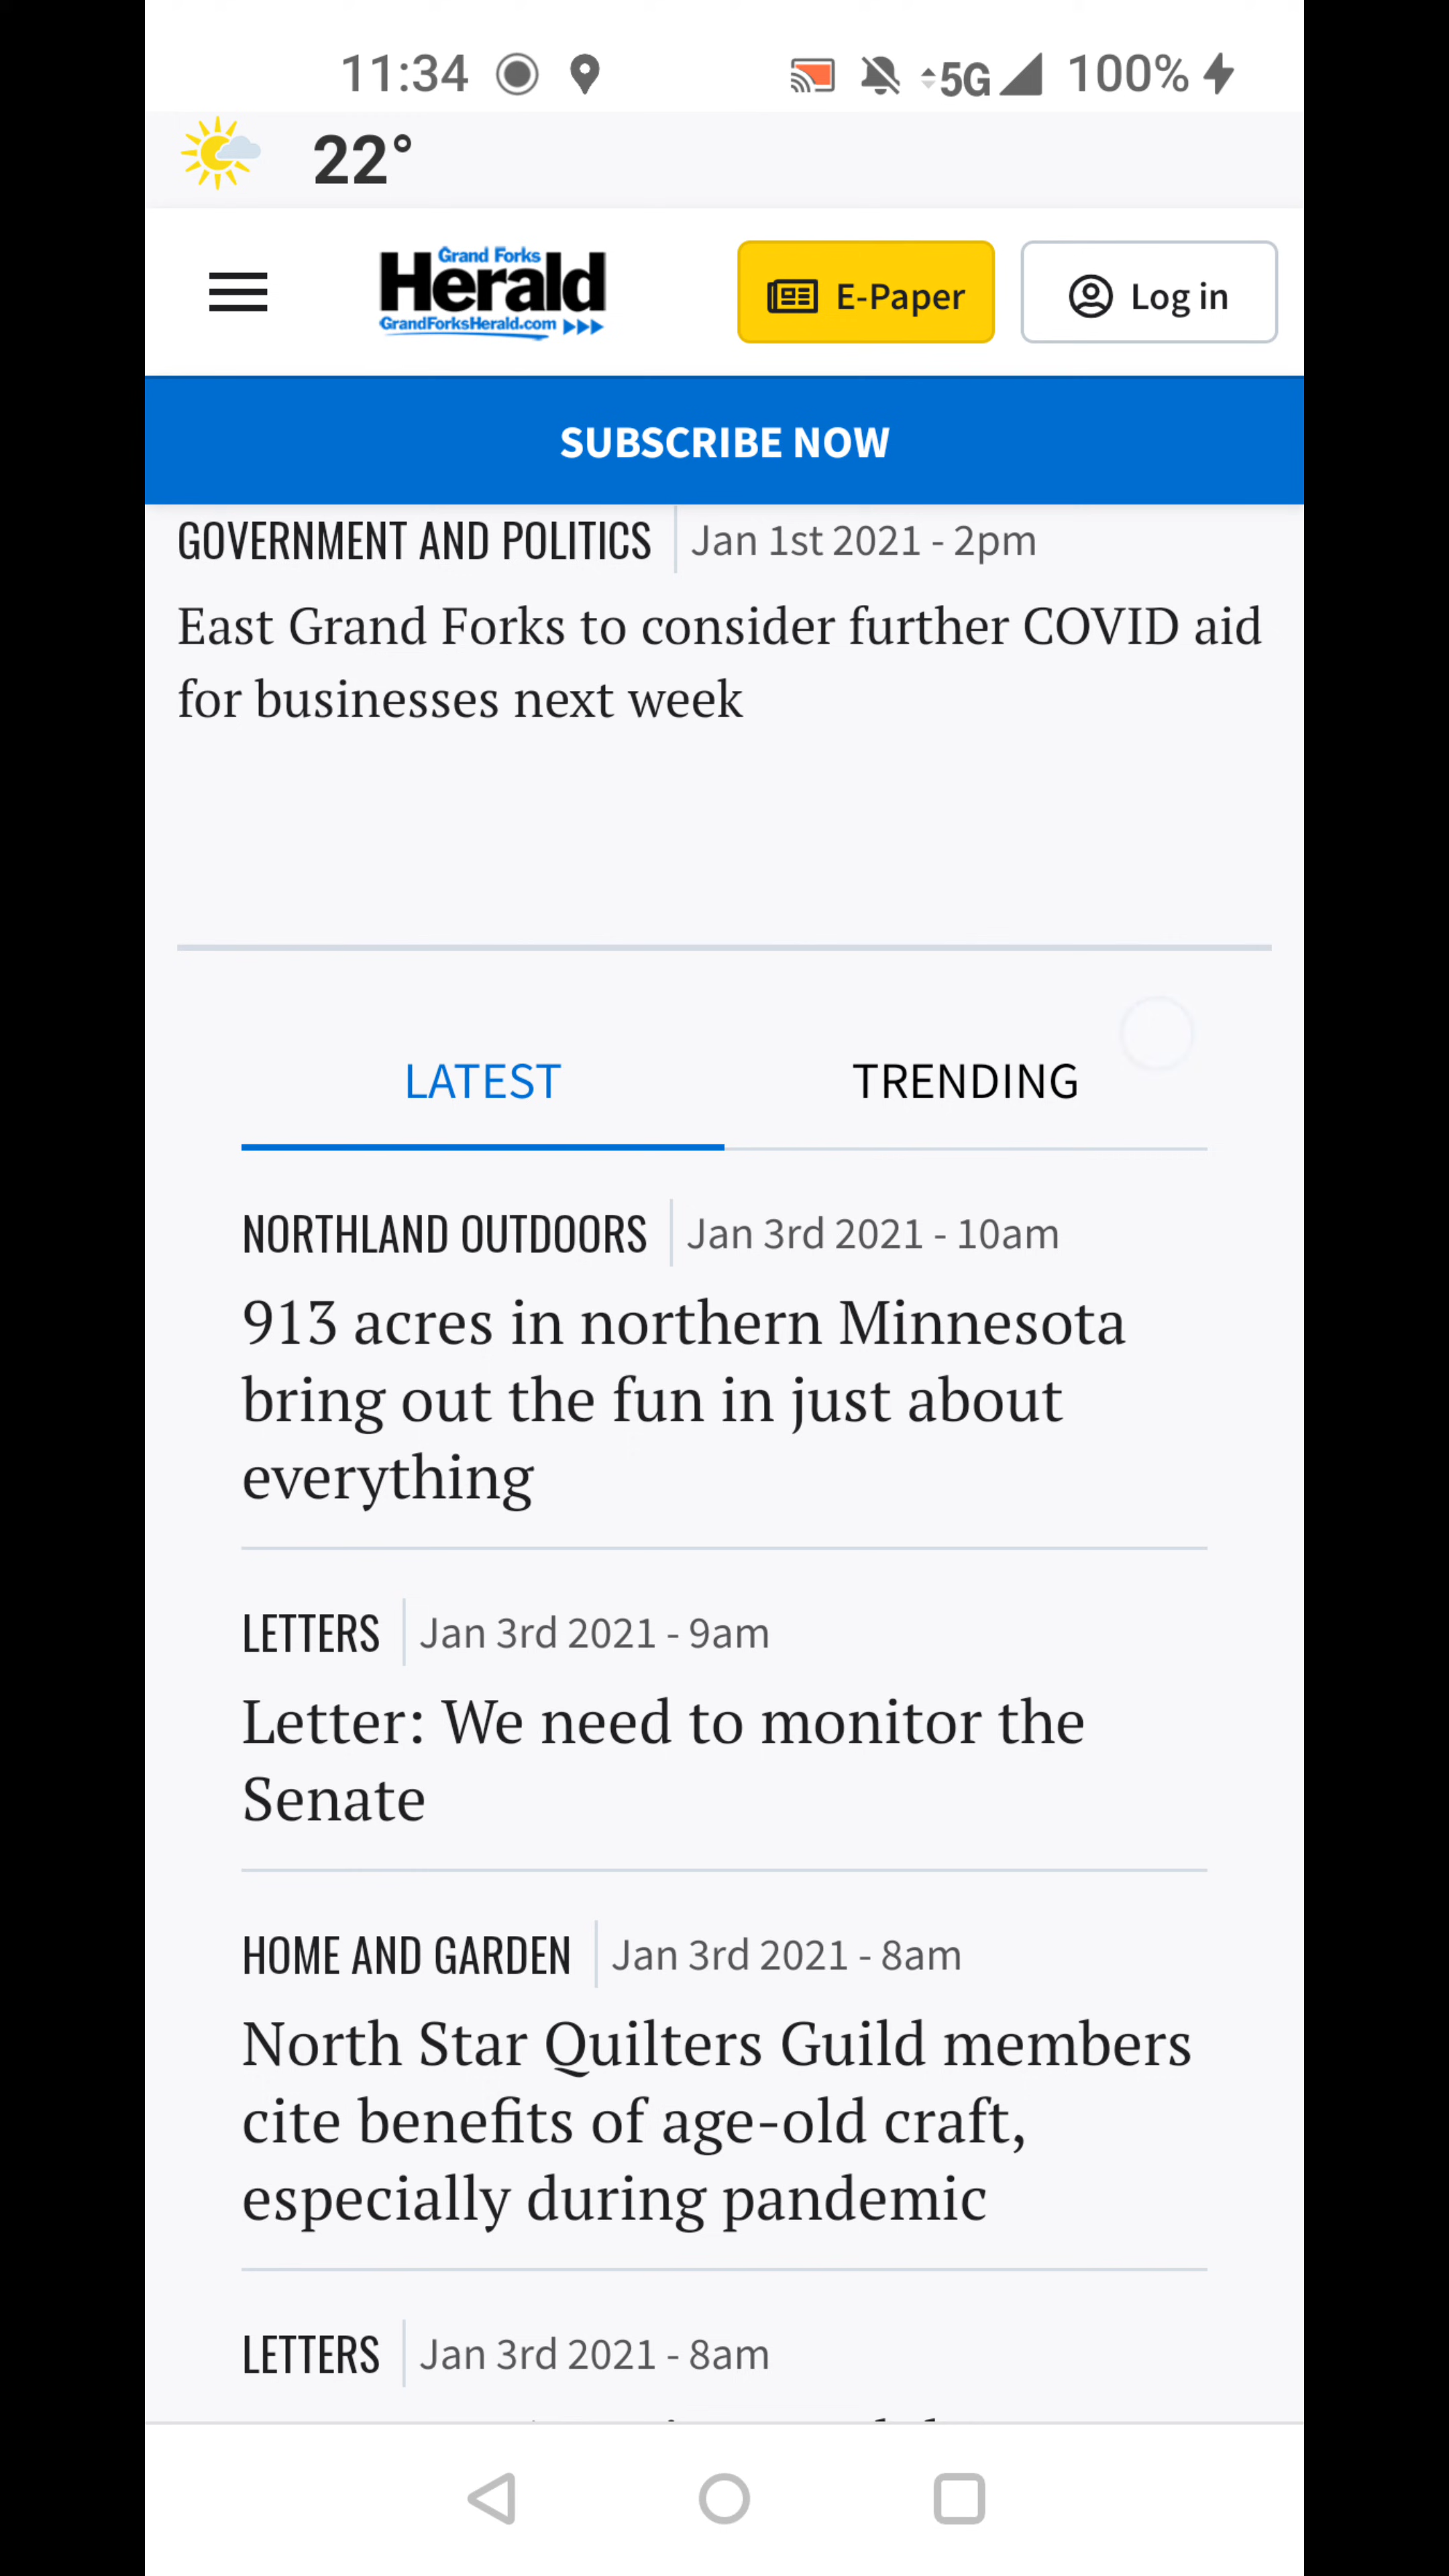 11:34 5G 100%
22°
Grand Forks
Herald
GrandForksHerald.com
E-Paper
Log in
SUBSCRIBE NOW
GOVERNMENT AND POLITICS Jan 1st 2021 - 2pm
East Grand Forks to consider further COVID aid
for businesses next week
LATEST TRENDING
NORTHLAND OUTDOORS Jan 3rd 2021 - 10am
913 acres in northern Minnesota
bring out the fun in just about
everything
LETTERS Jan 3rd 2021 - 9am
Letter: We need to monitor the
Senate
HOME AND GARDEN Jan 3rd 2021 - 8am
North Star Quilters Guild members
cite benefits of age-old craft,
especially during pandemic
LETTERS Jan 3rd 2021 - 8am